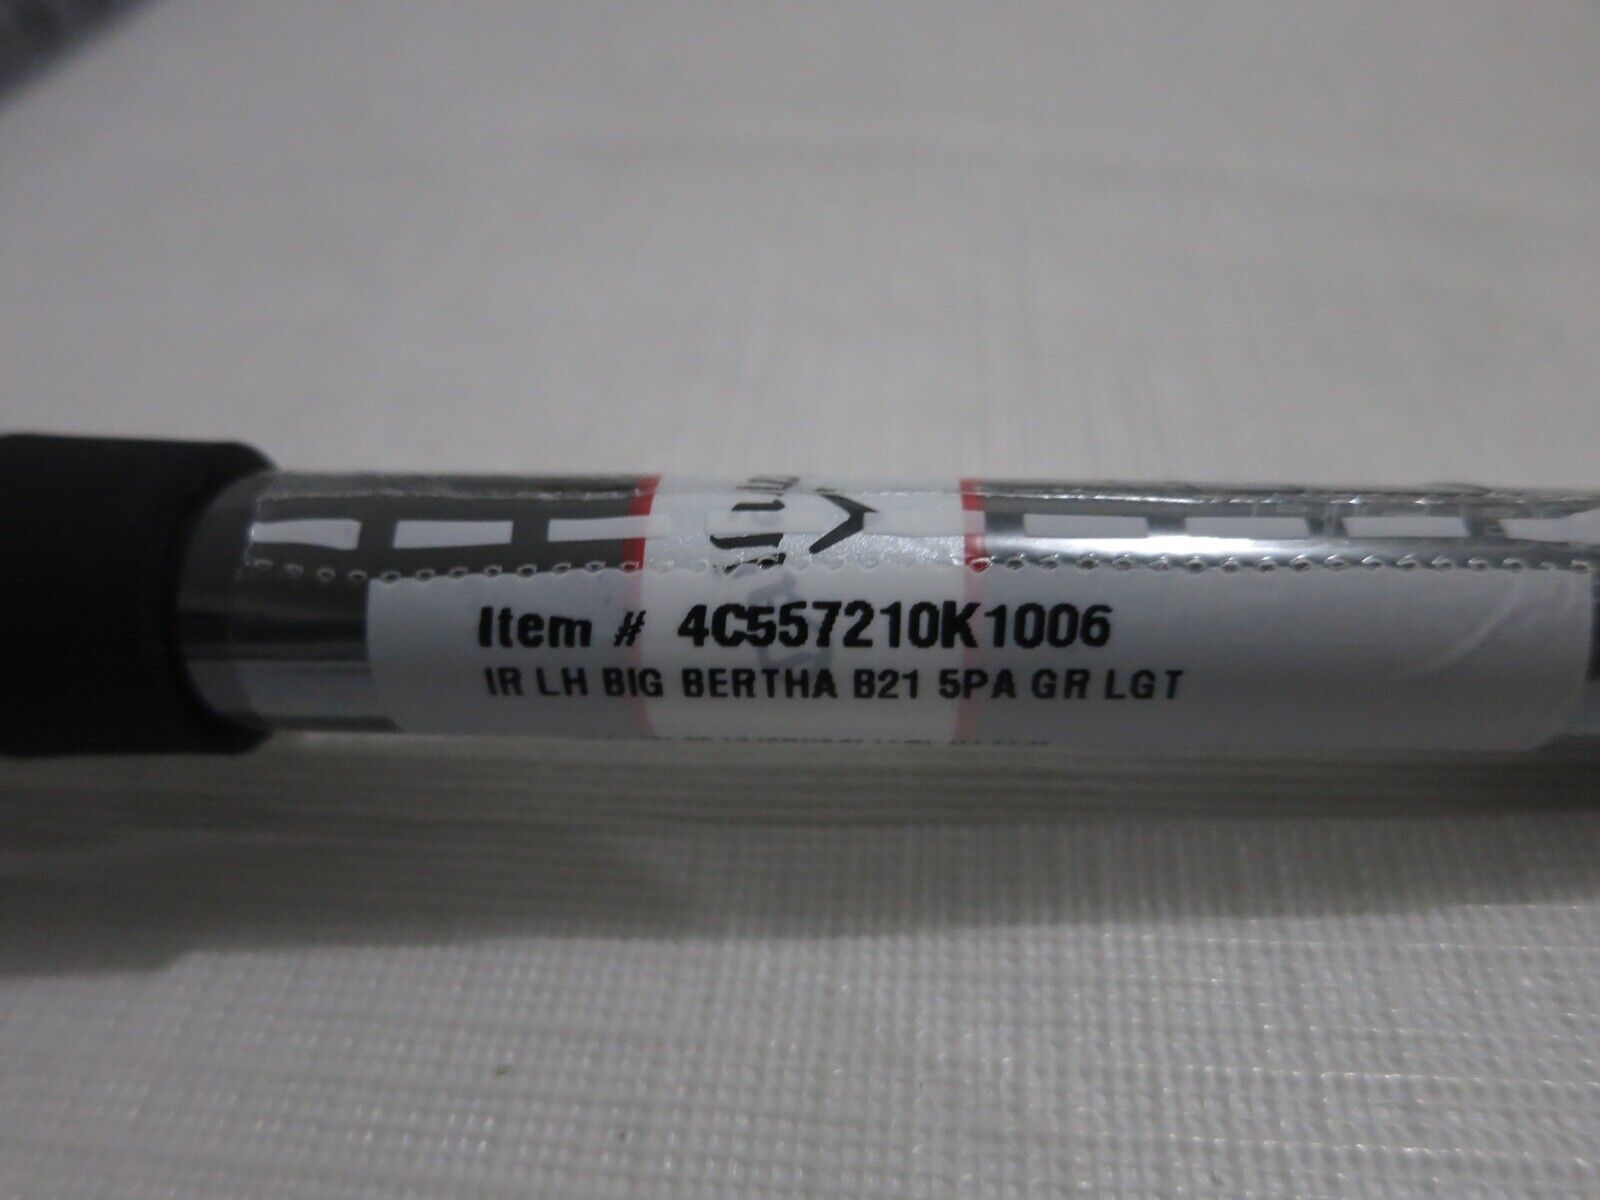 Item # 4C557210K1006
IR LH BIG BERTHA B21 5PA GR LGT